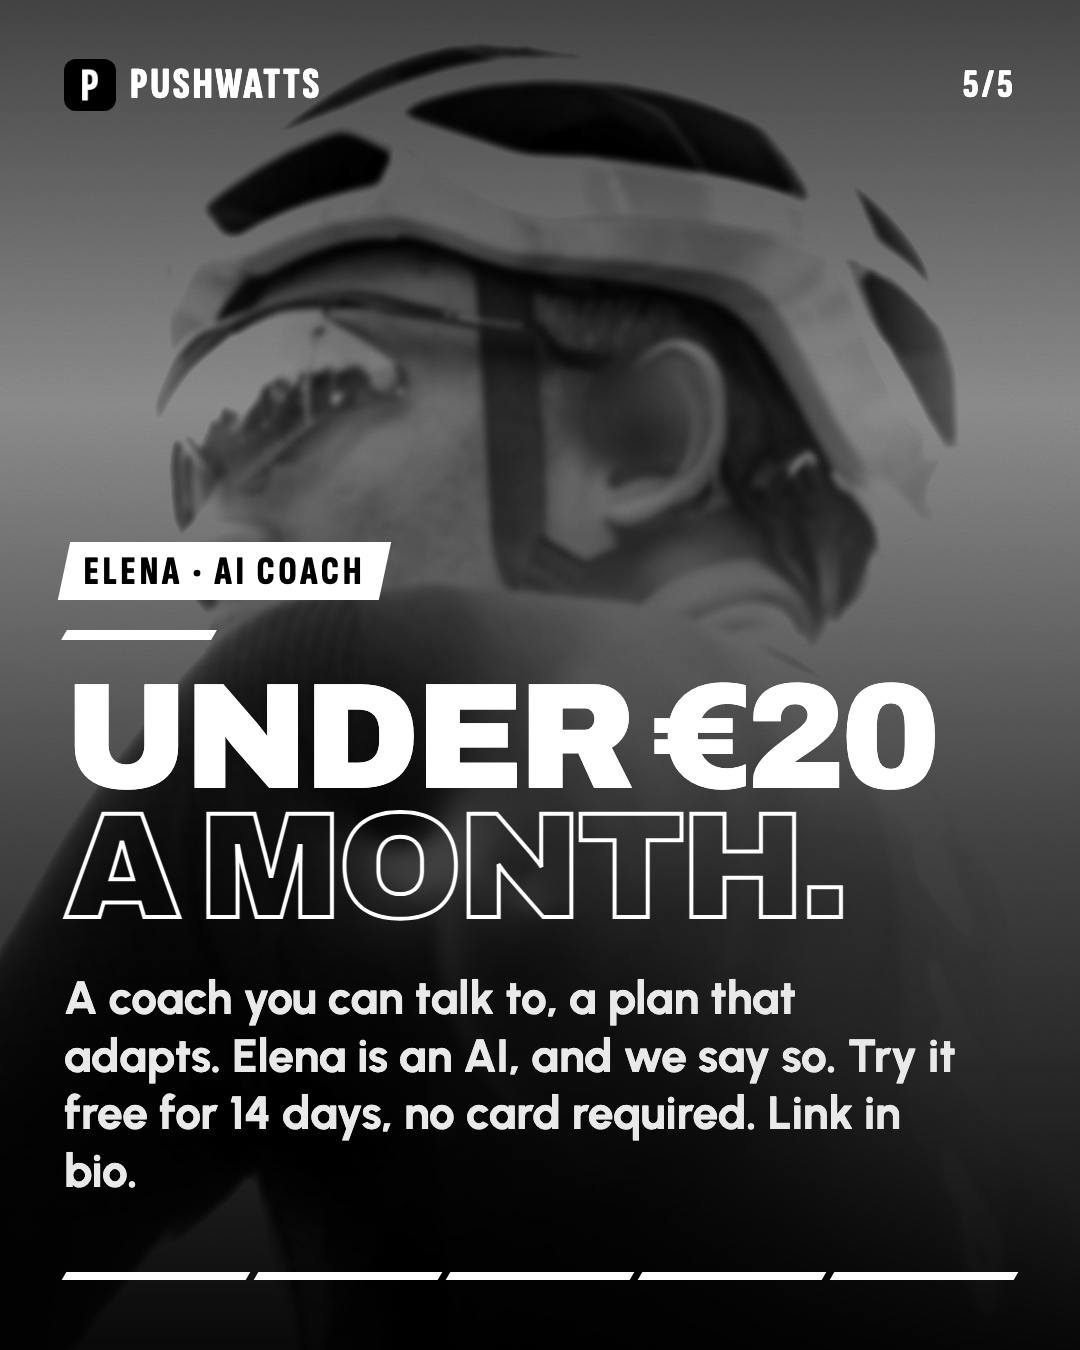 P PUSHWATTS
5/5
ELENA · AI COACH
UNDER €20
A MONTH.
A coach you can talk to, a plan that
adapts. Elena is an AI, and we say so. Try it
free for 14 days, no card required. Link in
bio.